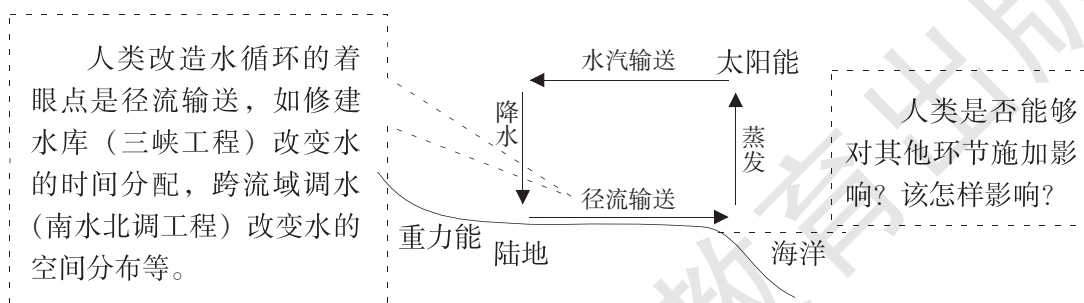 人类改造水循环的着
眼点是径流输送，如修建
水库（三峡工程）改变水
的时间分配，跨流域调水
(南水北调工程）改变水的
空间分布等。
水汽输送
太阳能
降水
蒸发
径流输送
重力能
陆地
海洋
人类是否能够
对其他环节施加影
响？该怎样影响？
教育出版